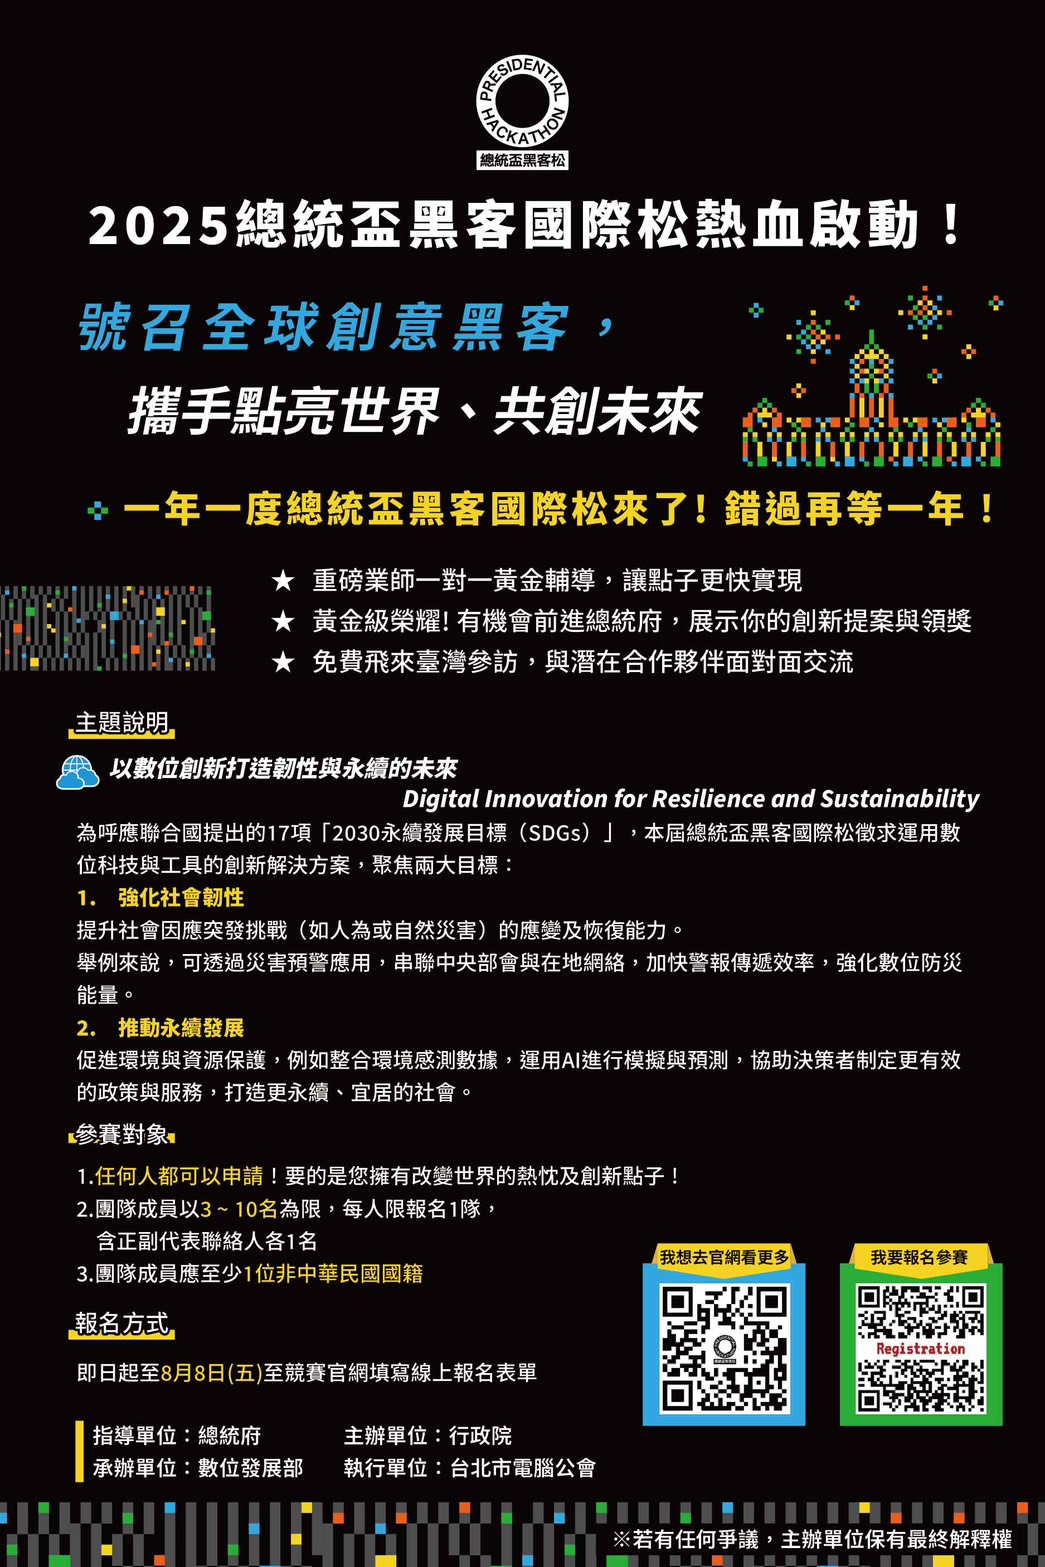 PRESIDENTIAL HACKATHON
總統盃黑客松
2025總統盃黑客國際松熱血啟動！
號召全球創意黑客，
攜手點亮世界、共創未來
一年一度總統盃黑客國際松來了! 錯過再等一年！
★ 重磅業師一對一黃金輔導，讓點子更快實現
★ 黃金級榮耀! 有機會前進總統府，展示你的創新提案與領獎
★ 免費飛來臺灣參訪，與潛在合作夥伴面對面交流
主題說明
以數位創新打造韌性與永續的未來
Digital Innovation for Resilience and Sustainability
為呼應聯合國提出的17項「2030永續發展目標（SDGs）」，本屆總統盃黑客國際松徵求運用數
位科技與工具的創新解決方案，聚焦兩大目標：
1. 強化社會韌性
提升社會因應突發挑戰（如人為或自然災害）的應變及恢復能力。
舉例來說，可透過災害預警應用，串聯中央部會與在地網絡，加快警報傳遞效率，強化數位防災
能量。
2. 推動永續發展
促進環境與資源保護，例如整合環境感測數據，運用AI進行模擬與預測，協助決策者制定更有效
的政策與服務，打造更永續、宜居的社會。
參賽對象
1.任何人都可以申請！要的是您擁有改變世界的熱忱及創新點子！
2.團隊成員以3 ~ 10名為限，每人限報名1隊，
含正副代表聯絡人各1名
3.團隊成員應至少1位非中華民國國籍
我想去官網看更多
我要報名參賽
Registration
報名方式
即日起至8月8日(五)至競賽官網填寫線上報名表單
指導單位：總統府 主辦單位：行政院
承辦單位：數位發展部 執行單位：台北市電腦公會
※若有任何爭議，主辦單位保有最終解釋權